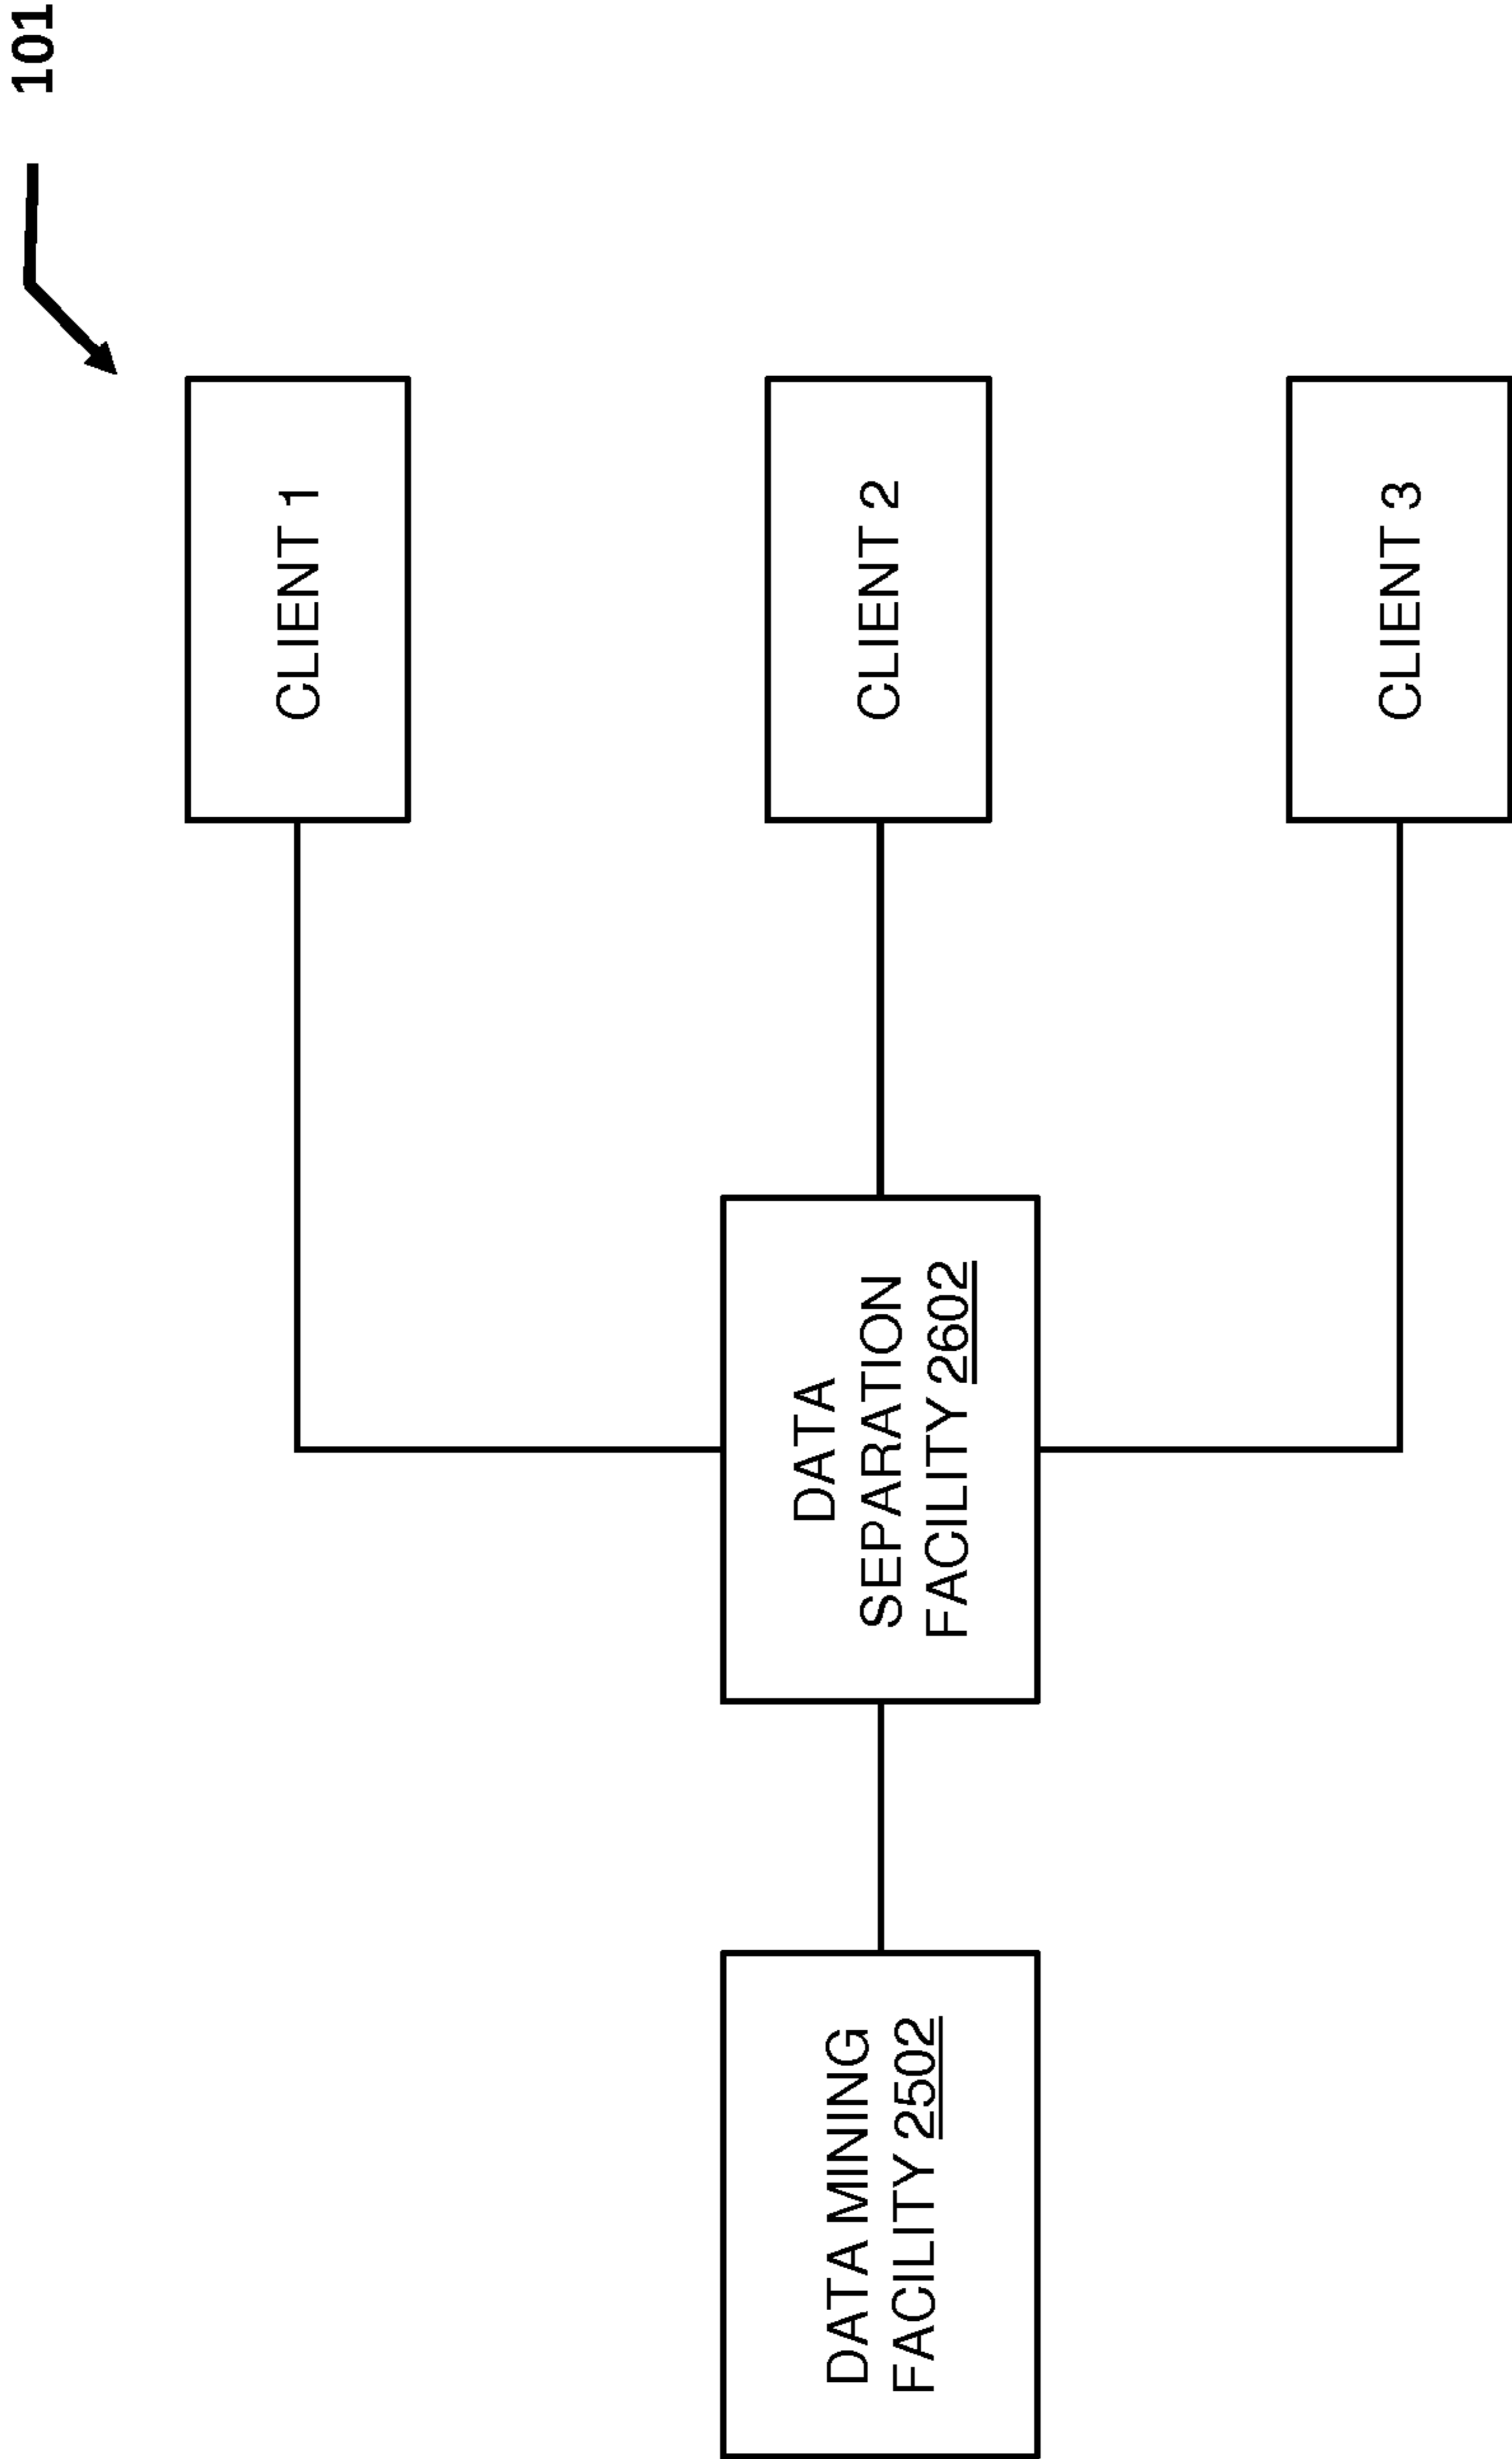 101
CLIENT 1
CLIENT 2
CLIENT 3
DATA
SEPARATION
FACILITY 2602
DATA MINING
FACILITY 2502